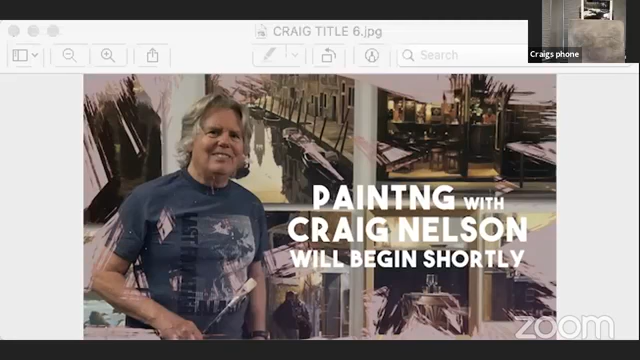 CRAIG TITLE 6.jpg
Search
Craigs phone
PAINTNG WITH
CRAIG NELSON
WILL BEGIN SHORTLY
zoom